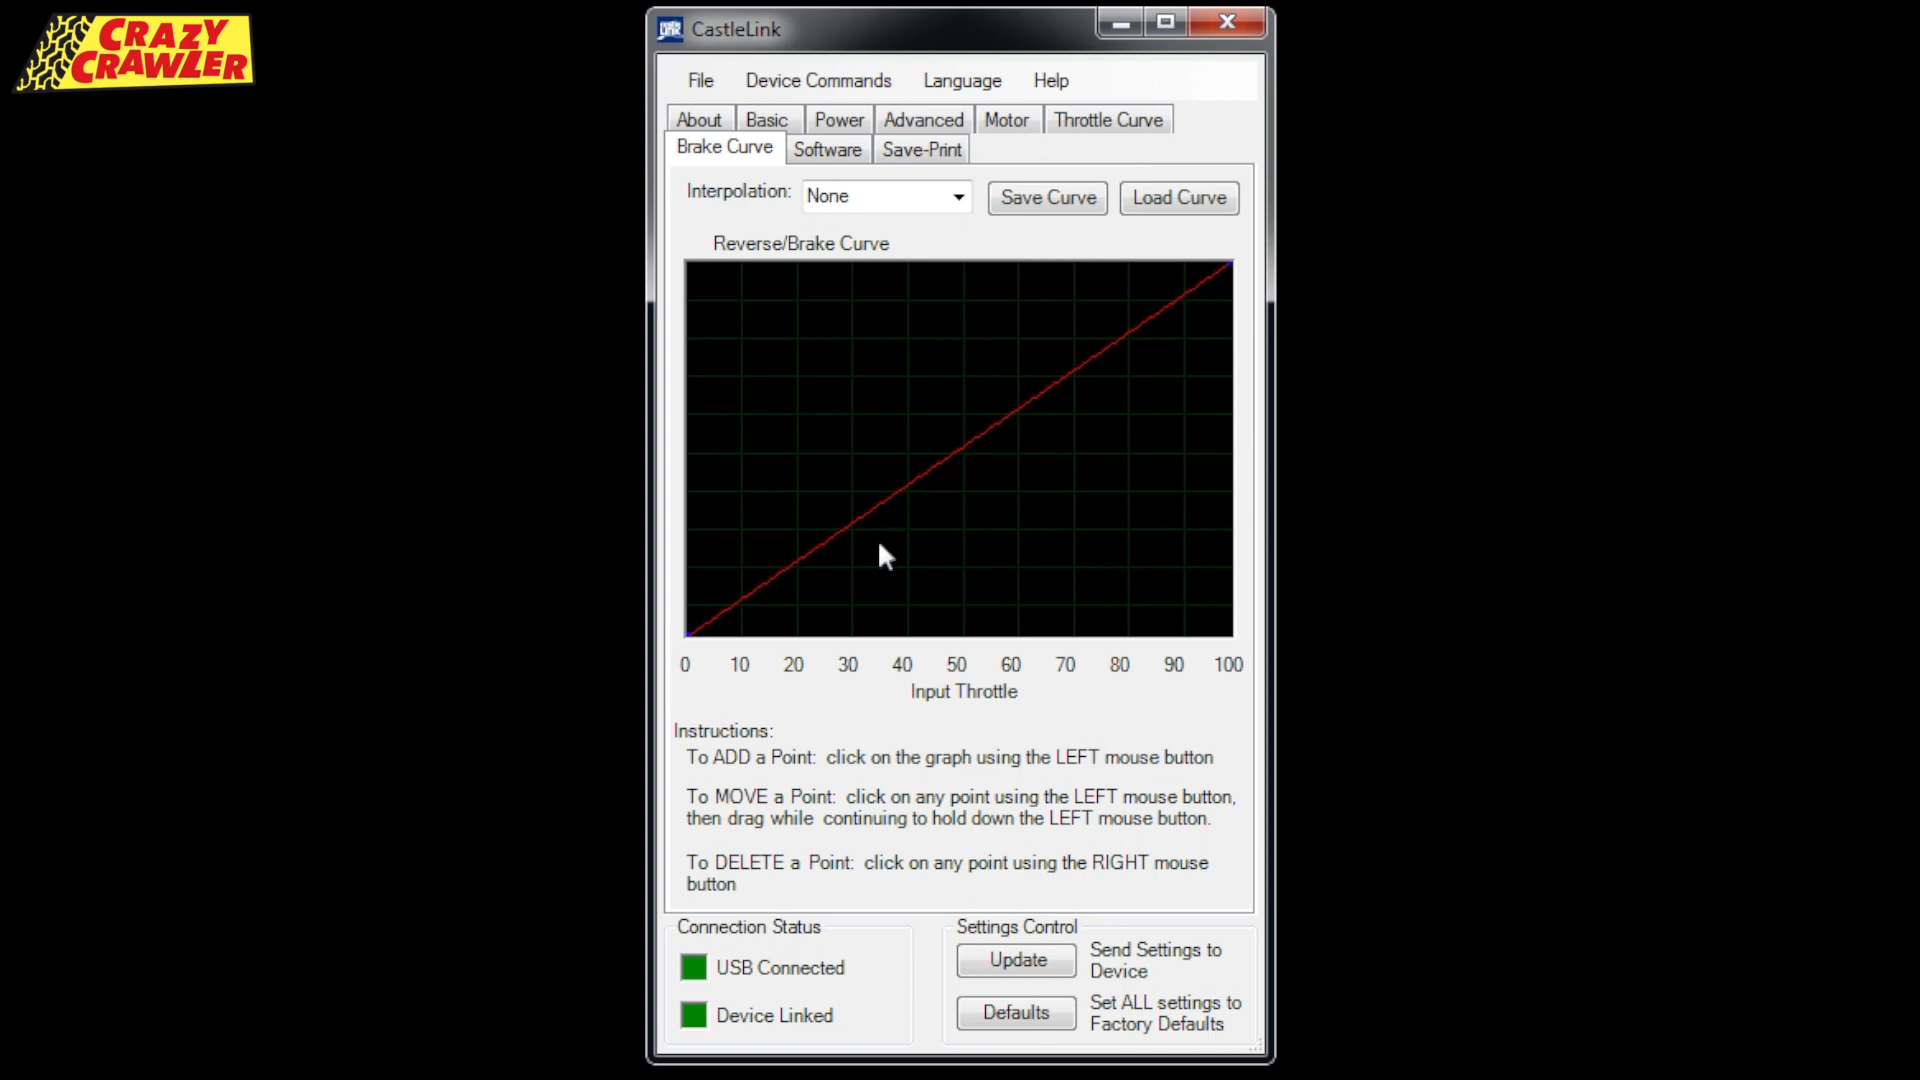 CRAZY
CRAWLER
CastleLink
File Device Commands Language Help
About Basic Power Advanced Motor Throttle Curve
Brake Curve Software Save-Print
Interpolation: None Save Curve Load Curve
Reverse/Brake Curve
0 10 20 30 40 50 60 70 80 90 100
Input Throttle
Instructions:
To ADD a Point: click on the graph using the LEFT mouse button
To MOVE a Point: click on any point using the LEFT mouse button,
then drag while continuing to hold down the LEFT mouse button.
To DELETE a Point: click on any point using the RIGHT mouse
button
Connection Status
USB Connected
Device Linked
Settings Control
Update Send Settings to
Device
Defaults Set ALL settings to
Factory Defaults